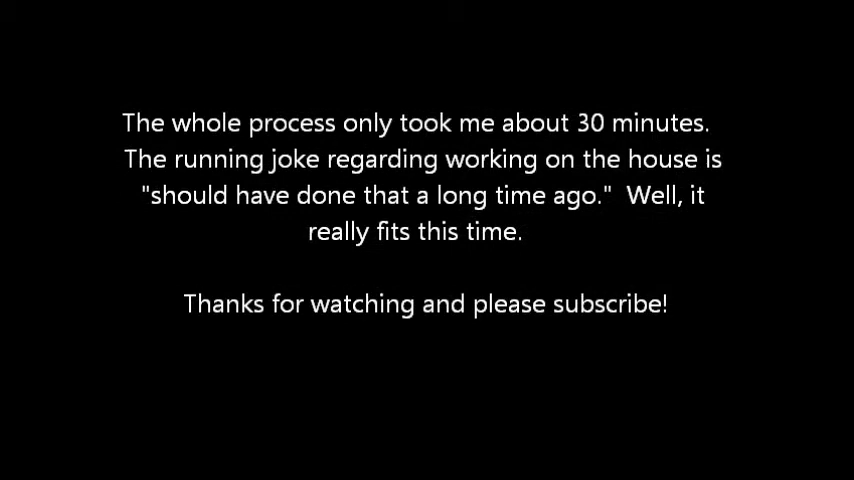 The whole process only took me about 30 minutes.
The running joke regarding working on the house is
"should have done that a long time ago."  Well, it
really fits this time.
Thanks for watching and please subscribe!